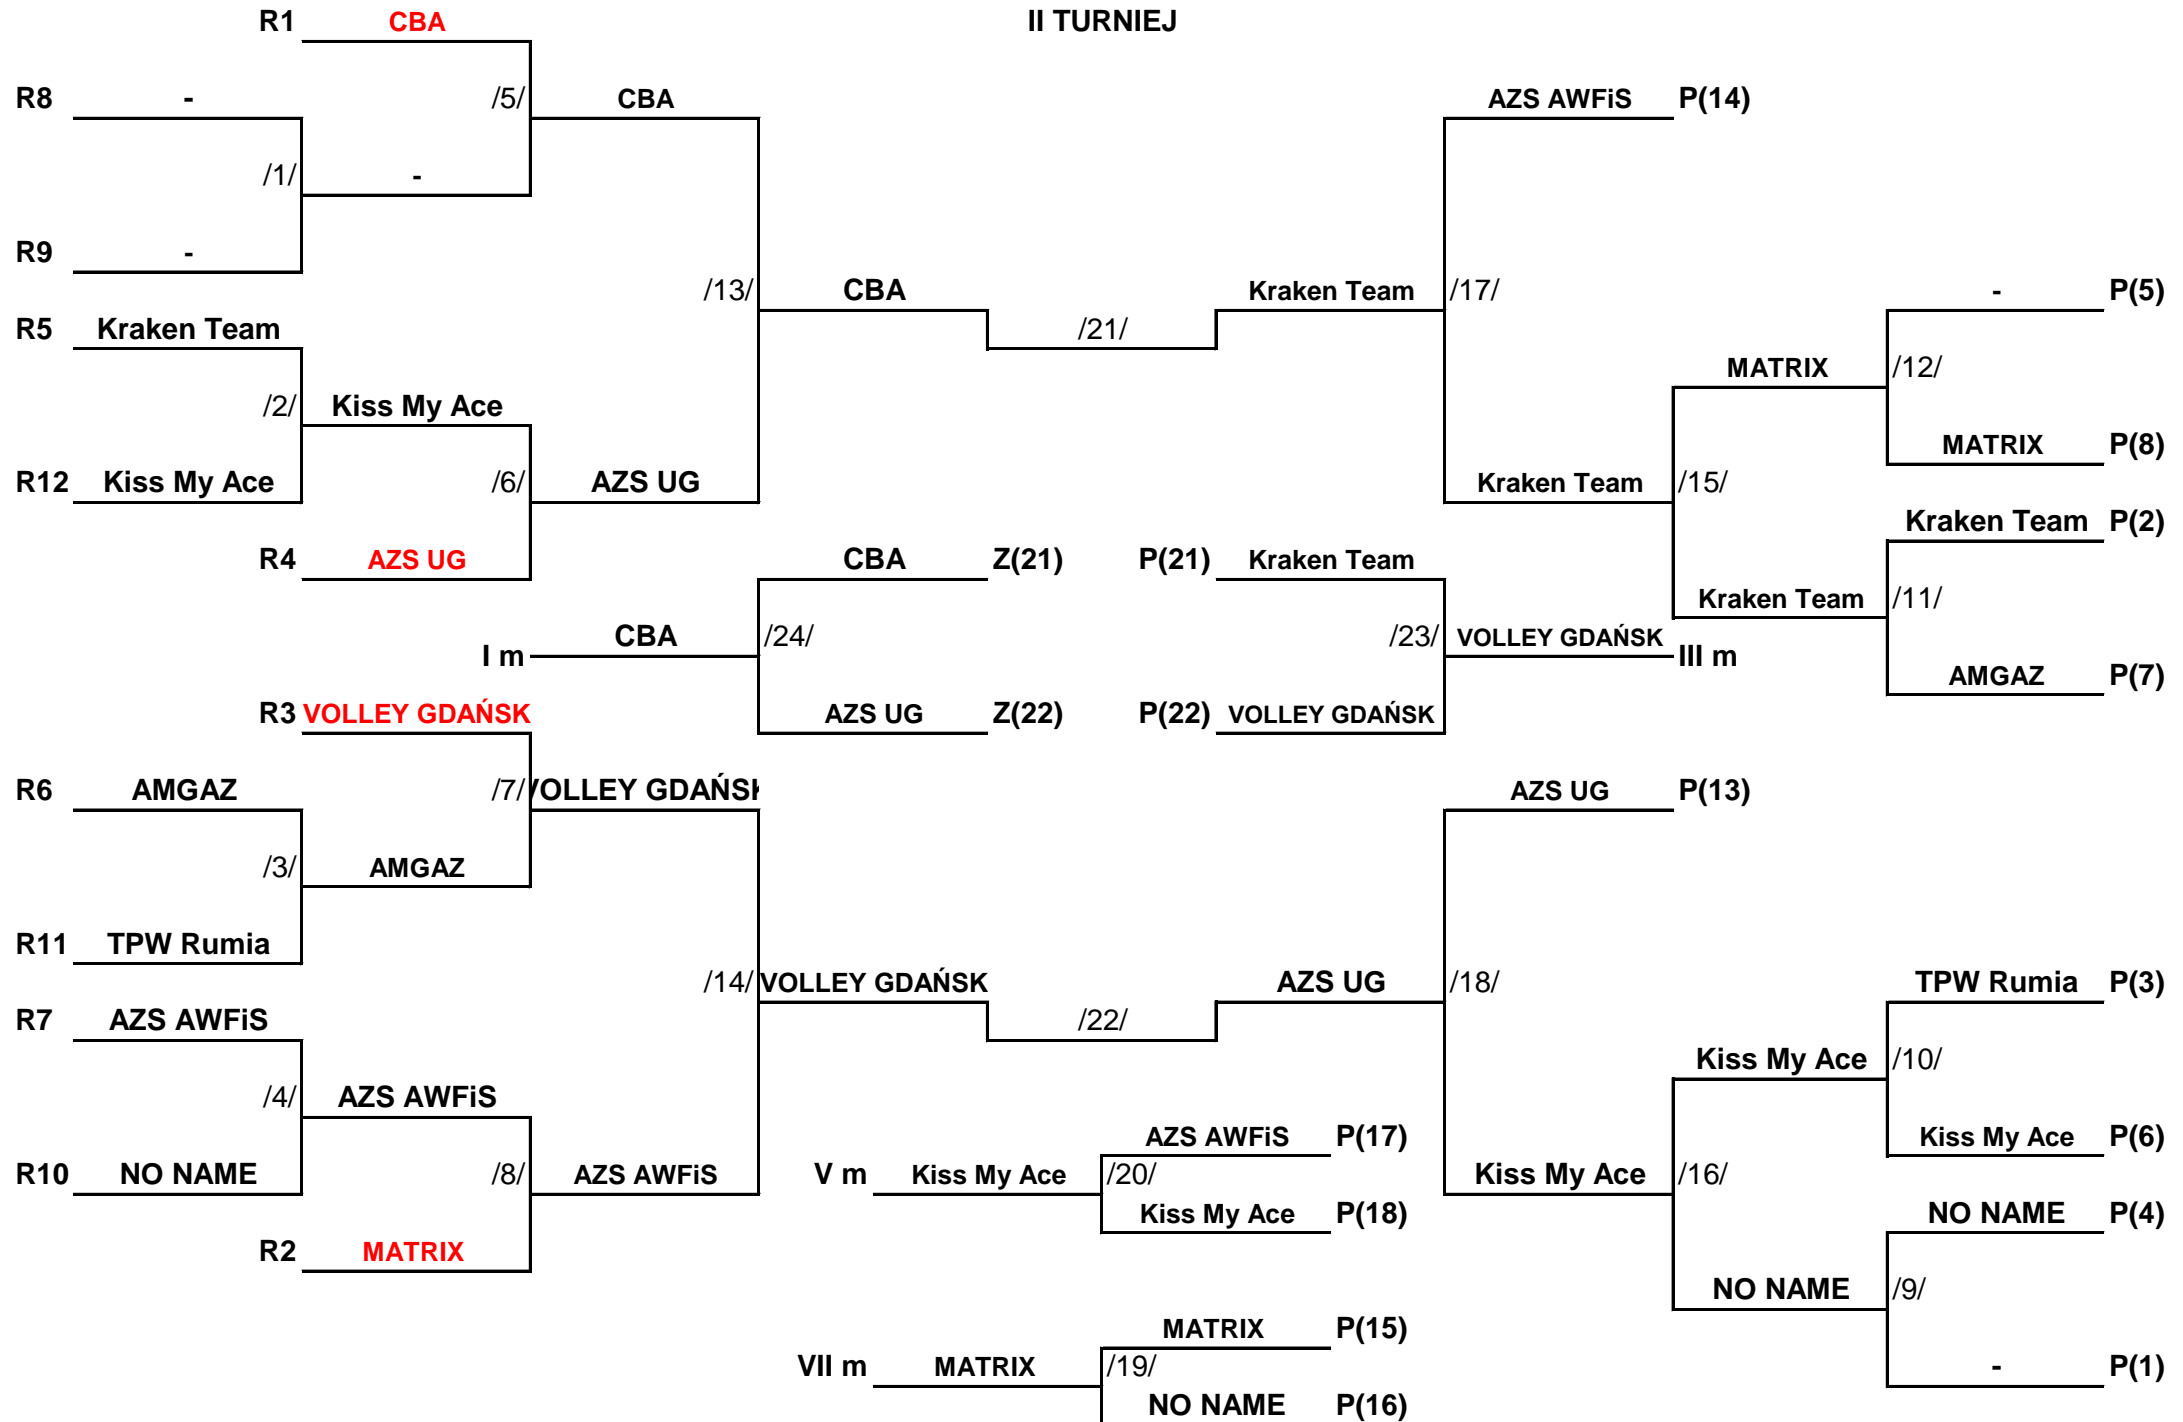 R1 CBA II TURNIEJ
R8 - /5/ CBA AZS AWFiS P(14)
/1/ -
R9 -
/13/ CBA Kraken Team /17/ - P(5)
R5 Kraken Team /21/
MATRIX /12/
/2/ Kiss My Ace
MATRIX P(8)
R12 Kiss My Ace /6/ AZS UG Kraken Team /15/
Kraken Team P(2)
R4 AZS UG CBA Z(21) P(21) Kraken Team
Kraken Team /11/
I m CBA /24/ /23/ VOLLEY GDAŃSK III m
AMGAZ P(7)
R3 VOLLEY GDAŃSK AZS UG Z(22) P(22) VOLLEY GDAŃSK
R6 AMGAZ /7/ VOLLEY GDAŃSK AZS UG P(13)
/3/ AMGAZ
R11 TPW Rumia
/14/ VOLLEY GDAŃSK AZS UG /18/ TPW Rumia P(3)
R7 AZS AWFiS /22/
Kiss My Ace /10/
/4/ AZS AWFiS
AZS AWFiS P(17) Kiss My Ace P(6)
R10 NO NAME /8/ AZS AWFiS V m Kiss My Ace /20/ Kiss My Ace /16/
Kiss My Ace P(18) NO NAME P(4)
R2 MATRIX
NO NAME /9/
MATRIX P(15)
VII m MATRIX /19/ - P(1)
NO NAME P(16)